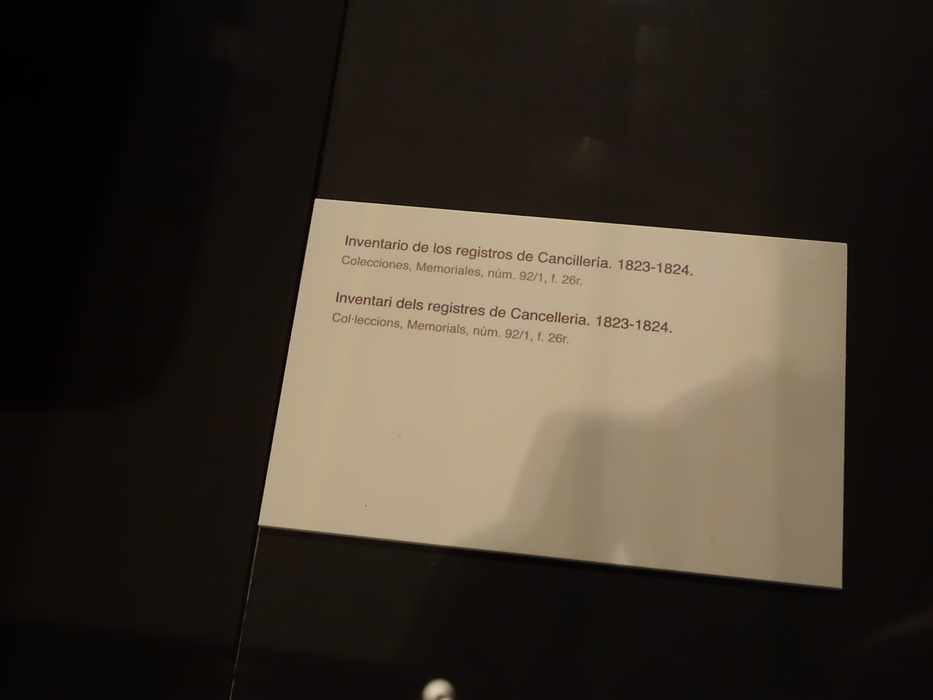 Inventario de los registros de Cancillería. 1823-1824.
Colecciones, Memoriales, núm. 92/1, f. 26r.
Inventari dels registres de Cancelleria. 1823-1824.
Col·leccions, Memorials, núm. 92/1, f. 26r.